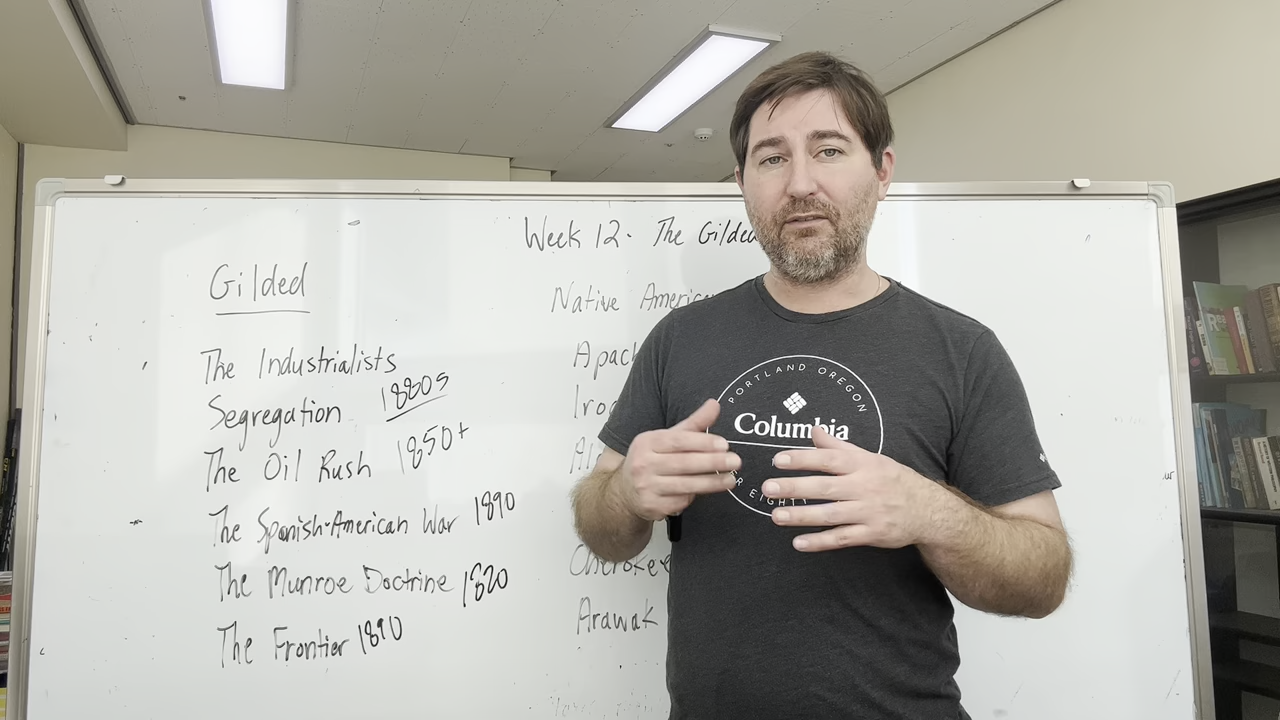 Week 12. The Gilded
Gilded
The Industrialists
Segregation 1880s
The Oil Rush 1850+
The Spanish-American War 1890
The Munroe Doctrine 1820
The Frontier 1890
Native Americ
Apach
Iroq
Cherokee
Arawak
PORTLAND OREGON
Columbia